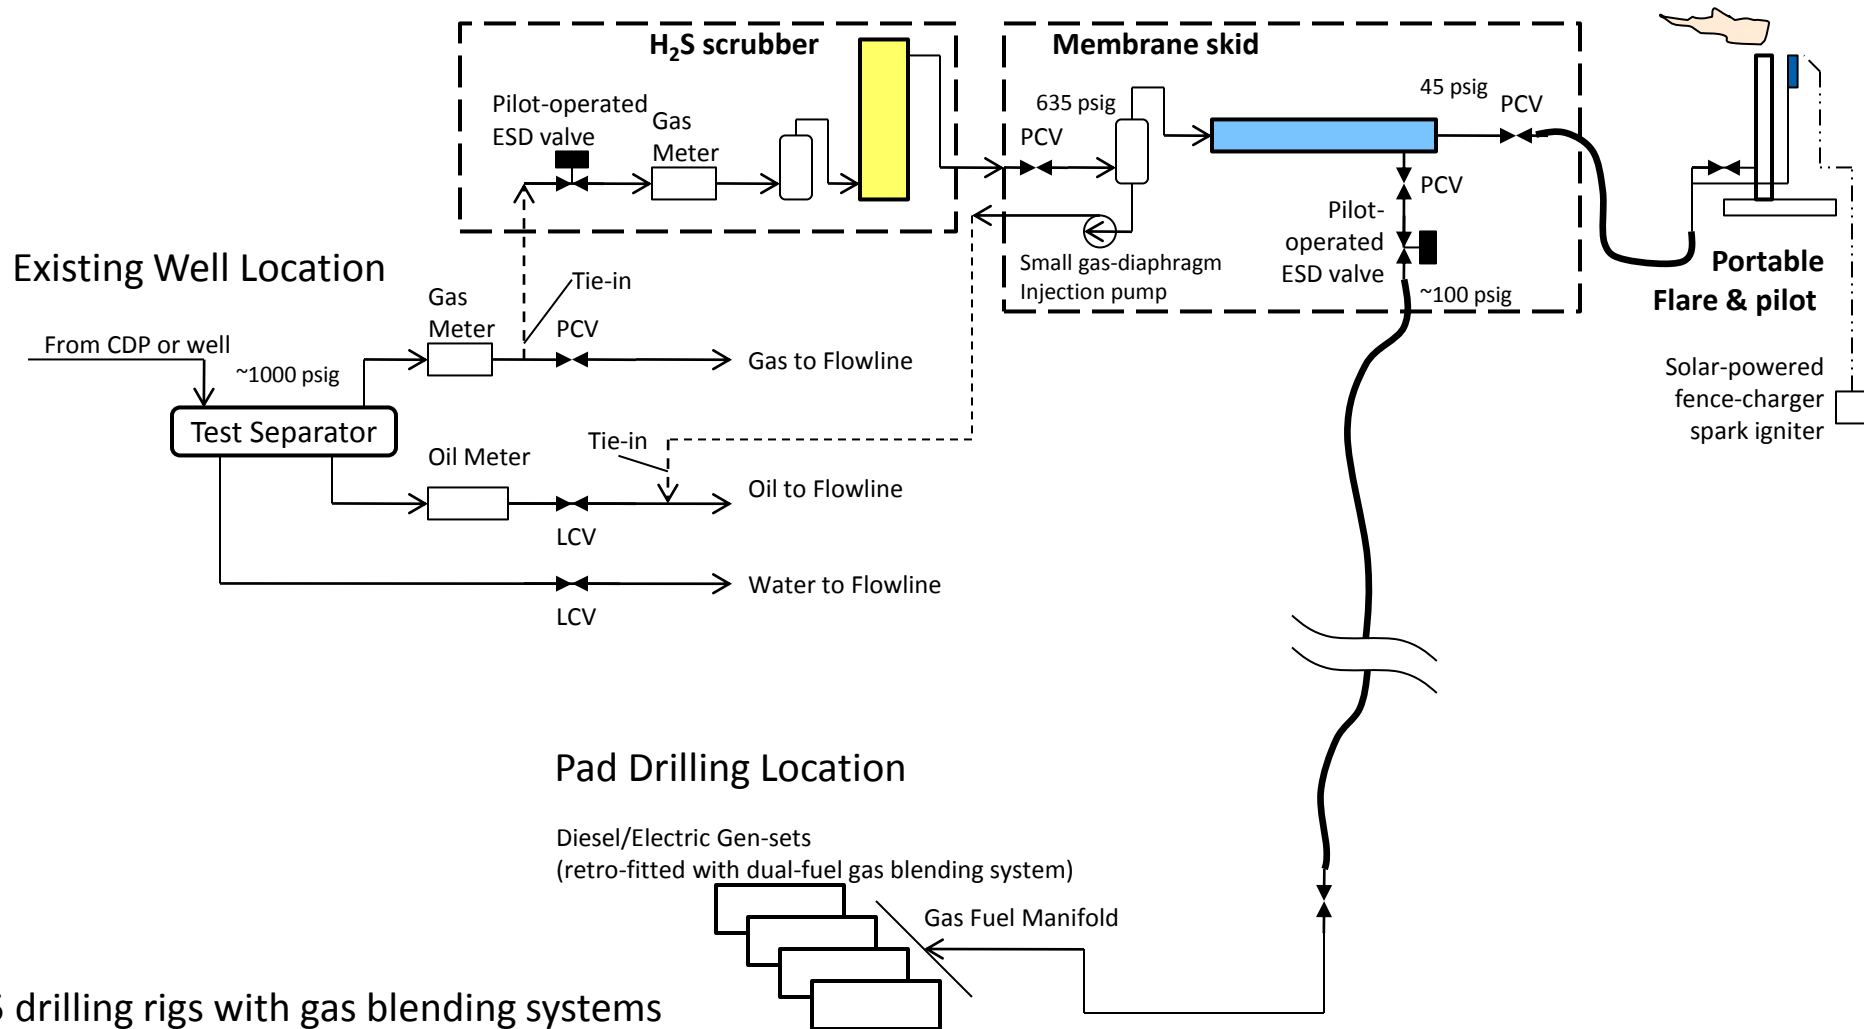 H₂S scrubber
Membrane skid
Pilot-operated
ESD valve
Gas
Meter
635 psig
PCV
45 psig
PCV
PCV
Pilot-
operated
ESD valve
~100 psig
Small gas-diaphragm
Injection pump
Portable
Flare & pilot
Solar-powered
fence-charger
spark igniter
Existing Well Location
Tie-in
Gas
Meter
PCV
From CDP or well
~1000 psig
Gas to Flowline
Test Separator
Tie-in
Oil Meter
Oil to Flowline
LCV
Water to Flowline
LCV
Pad Drilling Location
Diesel/Electric Gen-sets
(retro-fitted with dual-fuel gas blending system)
Gas Fuel Manifold
drilling rigs with gas blending systems